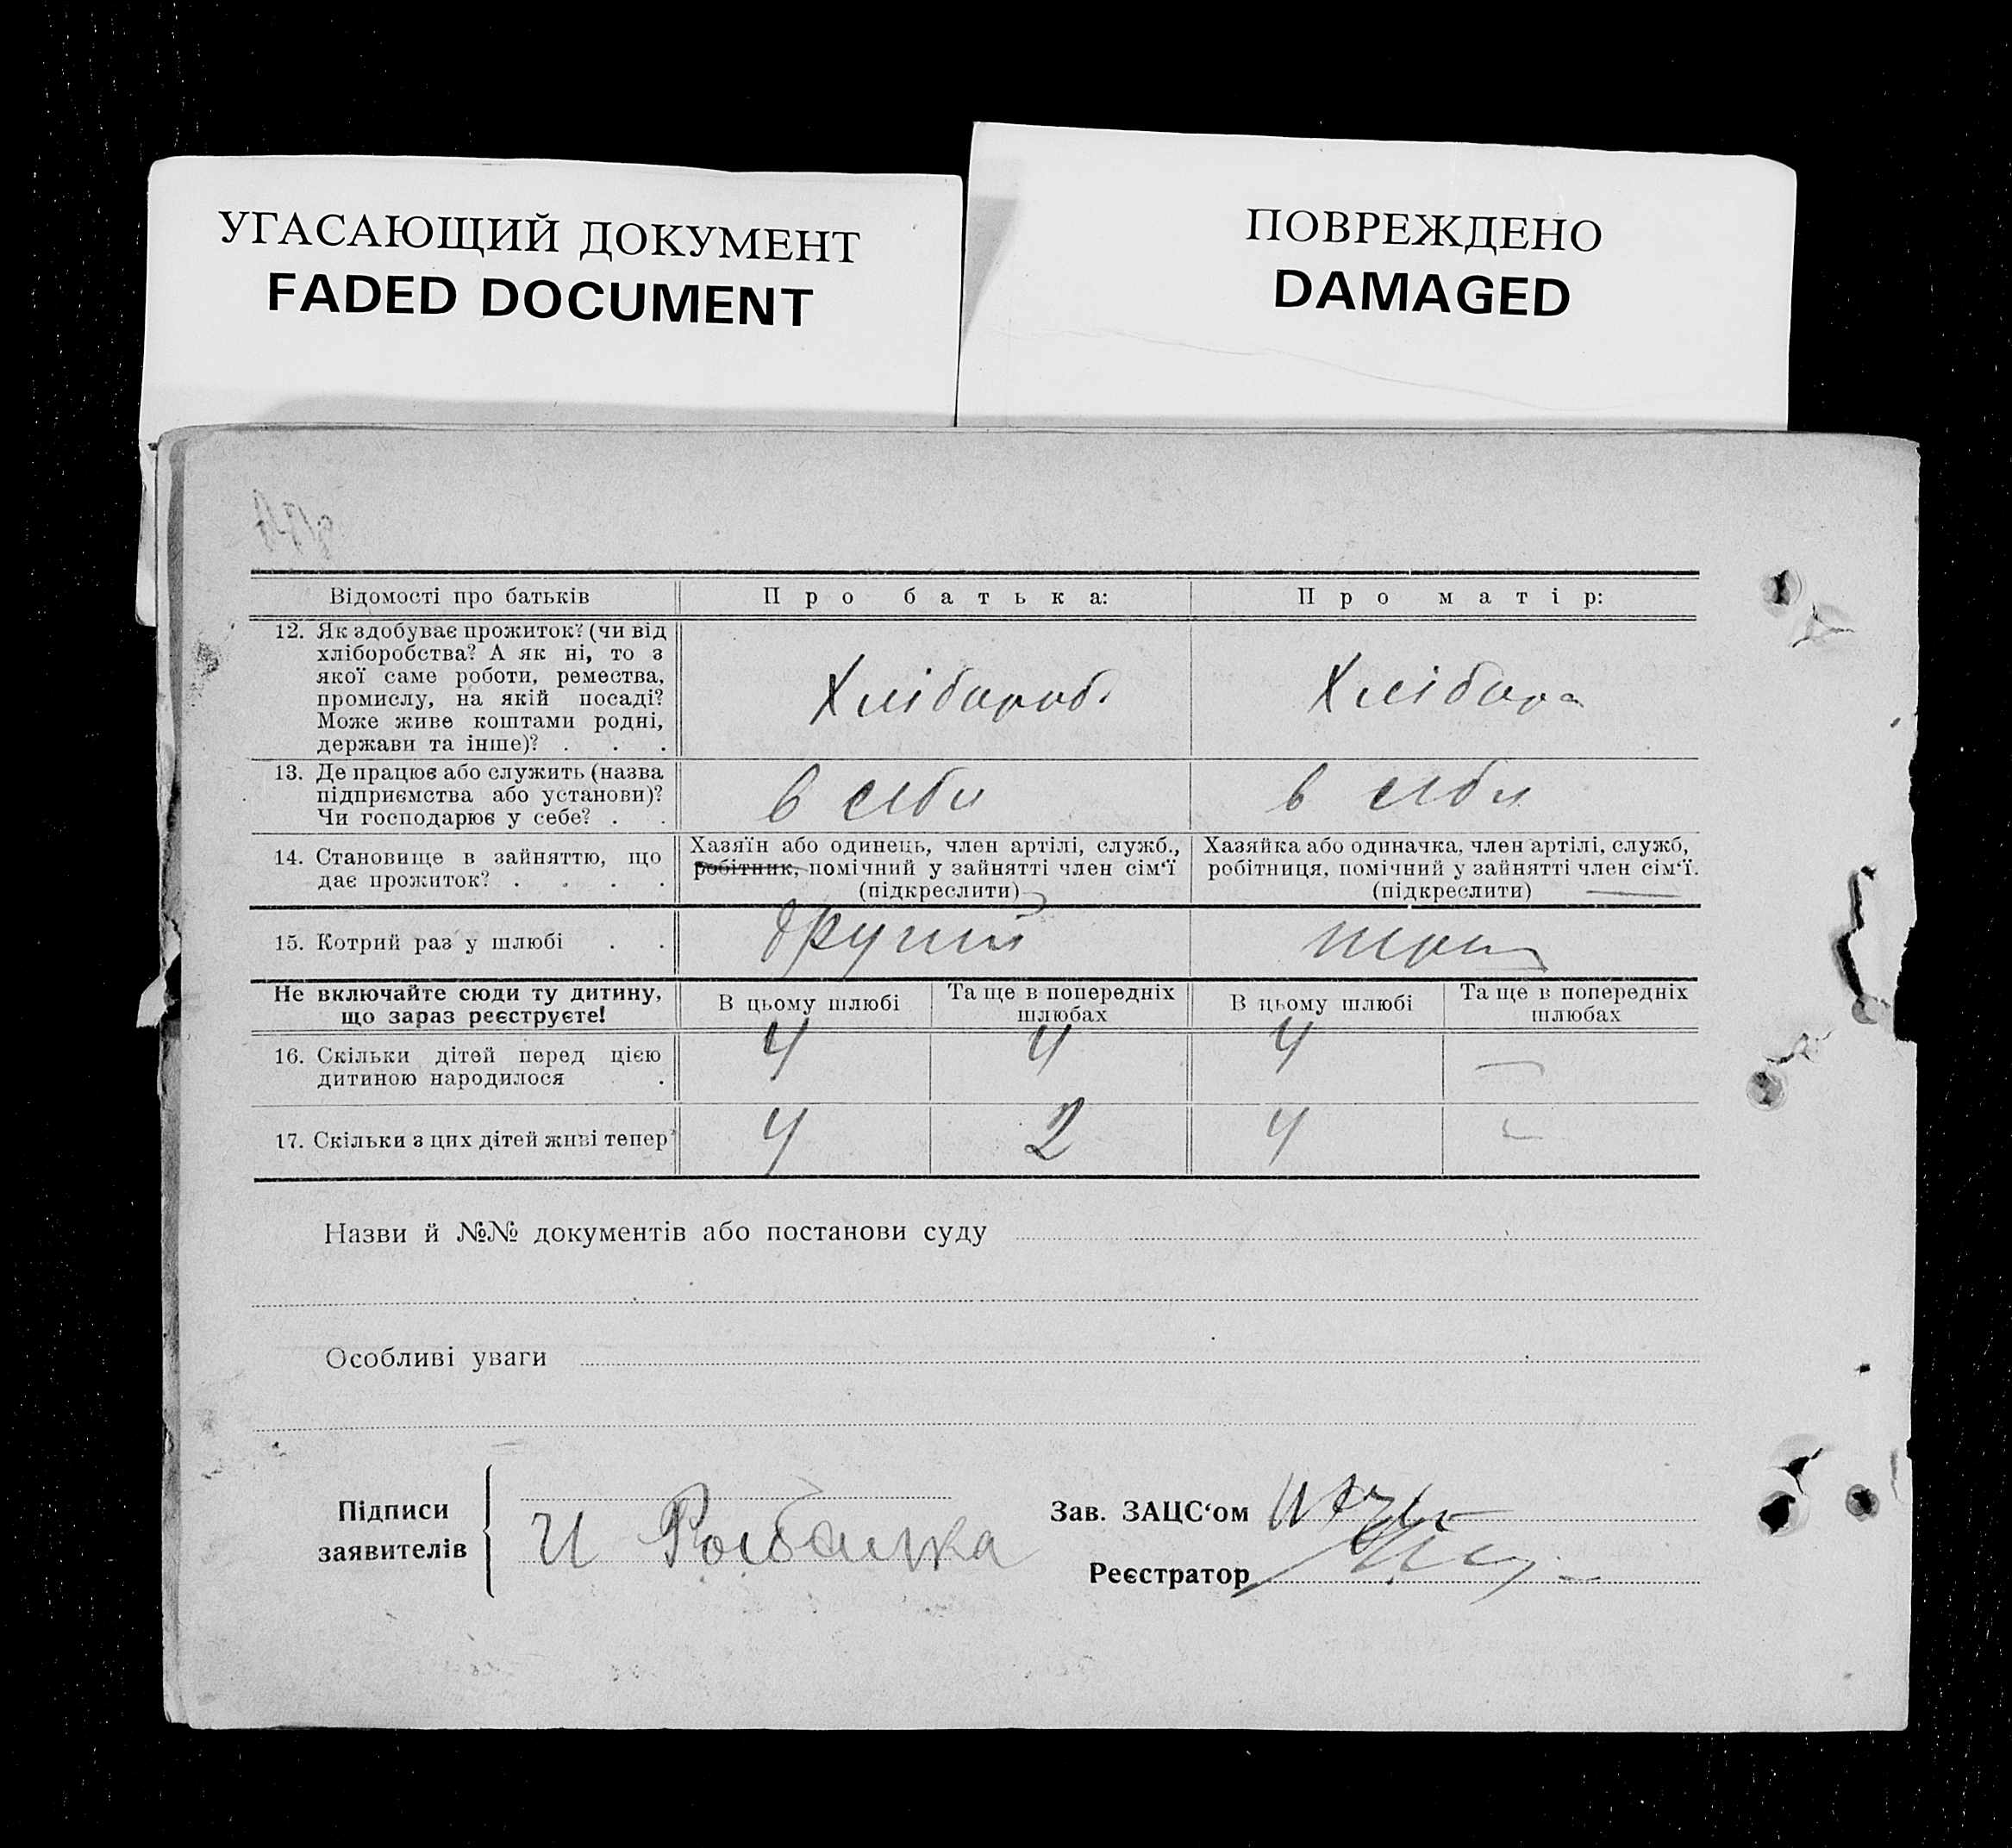 УГАСАЮЩИЙ ДОКУМЕНТ
FADED DOCUMENT
ПОВРЕЖДЕНО
DAMAGED
Відомості про батьків
Про батька:
Про матір:
12. Як здобуває прожиток? (чи від
хліборобства? А як ні, то з
якої саме роботи, ремества,
промислу, на якій посаді?
Може живе коштами родні,
держави та інше)? . . .
Хлібороб.
Хлібора
13. Де працює або служить (назва
підприємства або установи)?
Чи господарює у себе? . .
в себи
в себи
14. Становище в зайняттю, що
дає прожиток? . . . .
Хазяїн або одинець, член артілі, служб.,
робітник, помічний у зайнятті член сім‘ї
(підкреслити)
Хазяйка або одиначка, член артілі, служб,
робітниця, помічний у зайнятті член сім‘ї.
(підкреслити)
15. Котрий раз у шлюбі . .
другий
Не включайте сюди ту дитину,
що зараз реєструєте!
В цьому шлюбі
Та ще в попередніх
шлюбах
В цьому шлюбі
Та ще в попередніх
шлюбах
16. Скільки дітей перед цією
дитиною народилося .
4
4
4
—
17. Скільки з цих дітей живі тепер?
4
2
4
—
Назви й №№ документів або постанови суду
Особливі уваги
Підписи
заявителів
И
Зав. ЗАЦС‘ом
Реєстратор